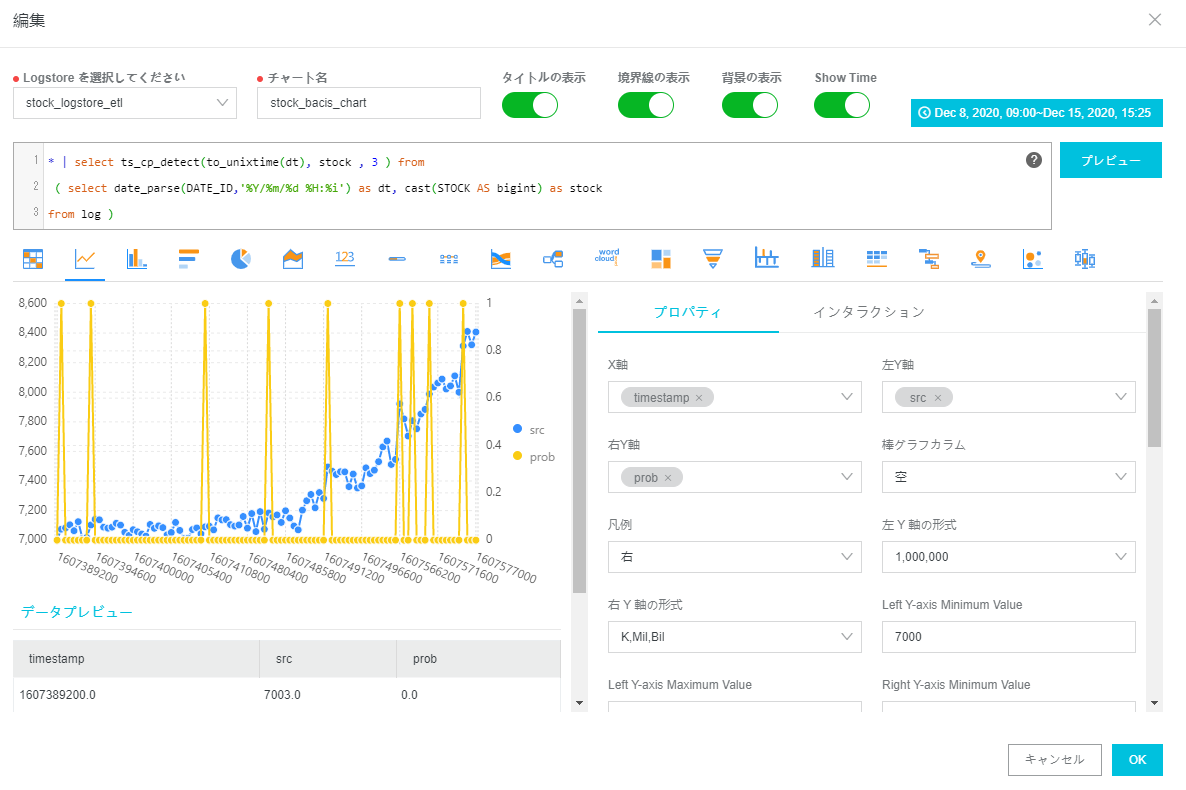 編集
Logstore を選択してください
チャート名
タイトルの表示
境界線の表示
背景の表示
Show Time
stock_logstore_etl
stock_bacis_chart
Dec 8, 2020, 09:00~Dec 15, 2020, 15:25
1 * | select ts_cp_detect(to_unixtime(dt), stock , 3 ) from
2 ( select date_parse(DATE_ID,'%Y/%m/%d %H:%i') as dt, cast(STOCK AS bigint) as stock
3 from log )
?
プレビュー
123
word
cloud
8,600
8,400
8,200
8,000
7,800
7,600
7,400
7,200
7,000
1
0.8
0.6
0.4
0.2
0
src
prob
1607389200
1607394600
1607400000
1607405400
1607410800
1607480400
1607485800
1607491200
1607496600
1607566200
1607571600
1607577000
データプレビュー
timestamp src prob
1607389200.0 7003.0 0.0
プロパティ
インタラクション
X軸
左Y軸
timestamp ×
src ×
右Y軸
棒グラフカラム
prob ×
空
凡例
左 Y 軸の形式
右
1,000,000
右 Y 軸の形式
Left Y-axis Minimum Value
K,Mil,Bil
7000
Left Y-axis Maximum Value
Right Y-axis Minimum Value
キャンセル
OK